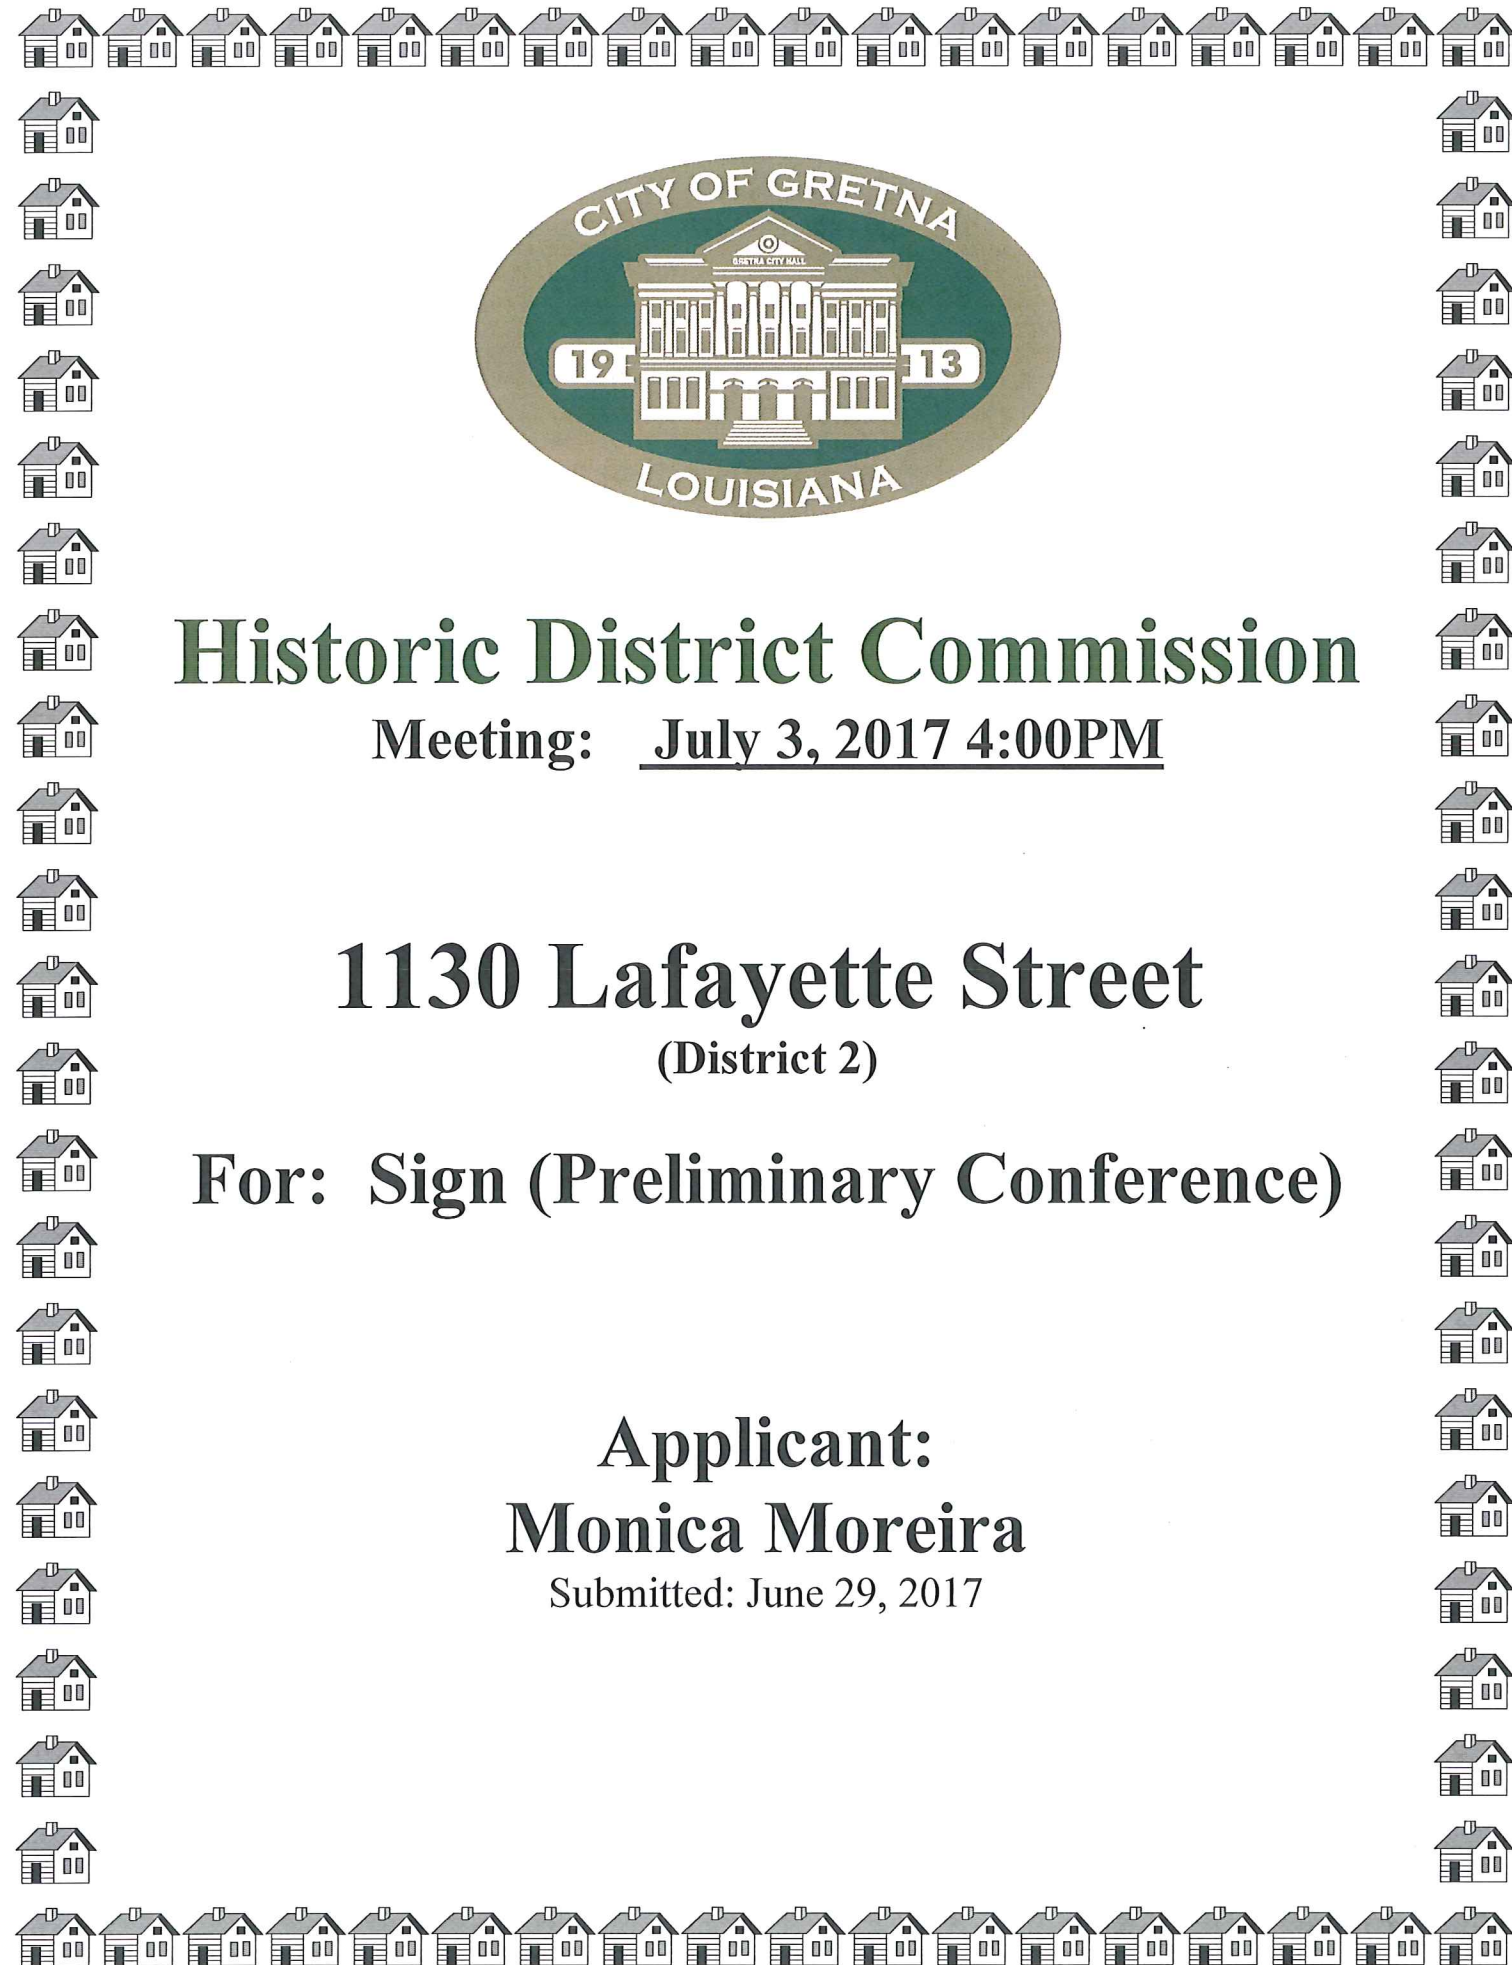 CITY OF GRETNA
GRETNA CITY HALL
19 13
LOUISIANA
Historic District Commission
Meeting: July 3, 2017 4:00PM
1130 Lafayette Street
(District 2)
For: Sign (Preliminary Conference)
Applicant:
Monica Moreira
Submitted: June 29, 2017